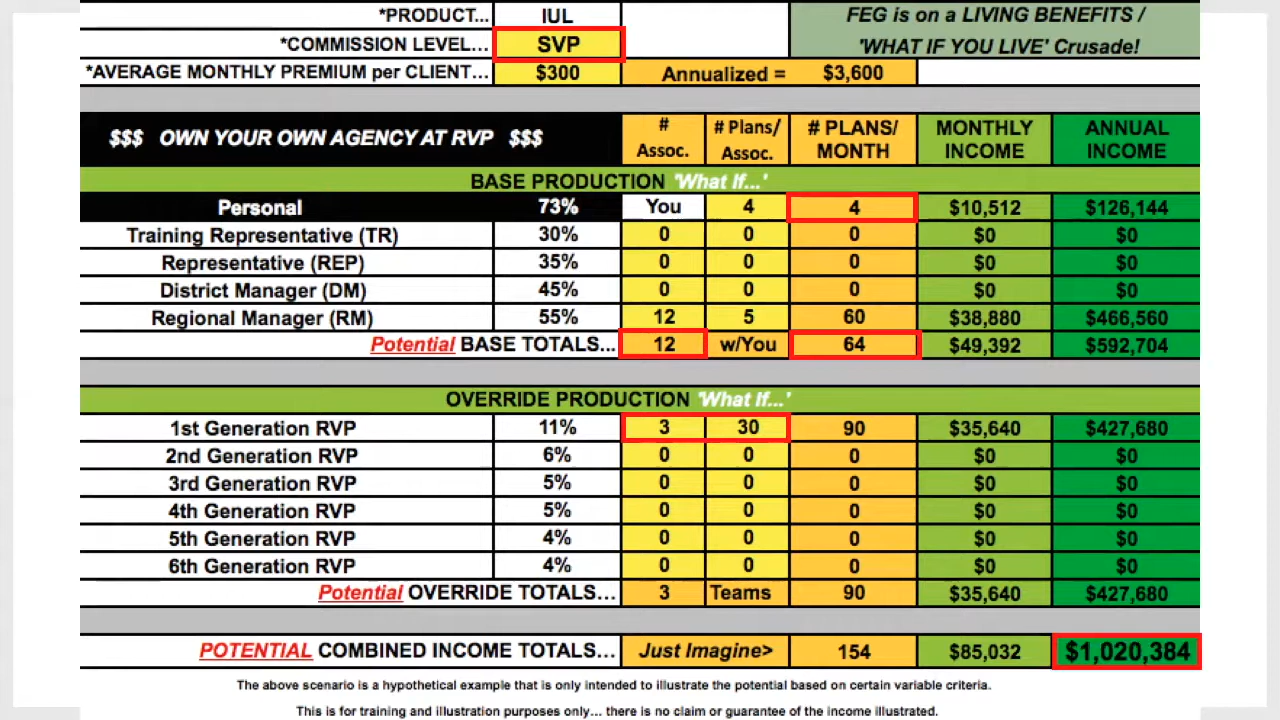 *PRODUCT... IUL FEG is on a LIVING BENEFITS /
*COMMISSION LEVEL... SVP 'WHAT IF YOU LIVE' Crusade!
*AVERAGE MONTHLY PREMIUM per CLIENT... $300 Annualized = $3,600
$$$ OWN YOUR OWN AGENCY AT RVP $$$ # Assoc. # Plans/ Assoc. # PLANS/ MONTH MONTHLY INCOME ANNUAL INCOME
BASE PRODUCTION 'What If...'
Personal 73% You 4 4 $10,512 $126,144
Training Representative (TR) 30% 0 0 0 $0 $0
Representative (REP) 35% 0 0 0 $0 $0
District Manager (DM) 45% 0 0 0 $0 $0
Regional Manager (RM) 55% 12 5 60 $38,880 $466,560
Potential BASE TOTALS... 12 w/You 64 $49,392 $592,704
OVERRIDE PRODUCTION 'What If...'
1st Generation RVP 11% 3 30 90 $35,640 $427,680
2nd Generation RVP 6% 0 0 0 $0 $0
3rd Generation RVP 5% 0 0 0 $0 $0
4th Generation RVP 5% 0 0 0 $0 $0
5th Generation RVP 4% 0 0 0 $0 $0
6th Generation RVP 4% 0 0 0 $0 $0
Potential OVERRIDE TOTALS... 3 Teams 90 $35,640 $427,680
POTENTIAL COMBINED INCOME TOTALS... Just Imagine> 154 $85,032 $1,020,384
The above scenario is a hypothetical example that is only intended to illustrate the potential based on certain variable criteria.
This is for training and illustration purposes only... there is no claim or guarantee of the income illustrated.